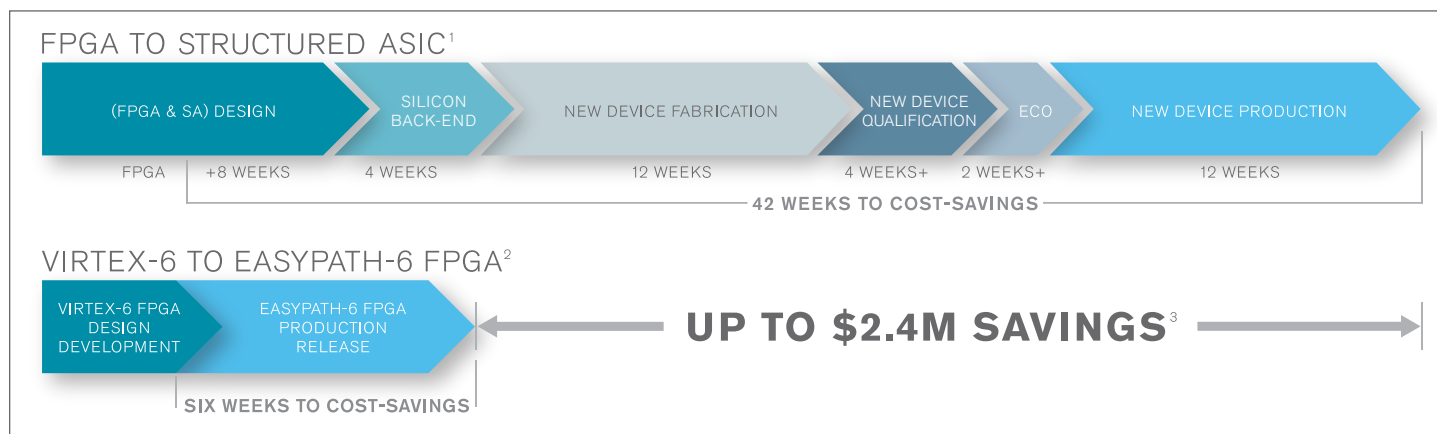 FPGA TO STRUCTURED ASIC¹
(FPGA & SA) DESIGN
SILICON
BACK-END
NEW DEVICE FABRICATION
NEW DEVICE
QUALIFICATION
ECO
NEW DEVICE PRODUCTION
FPGA
+8 WEEKS
4 WEEKS
12 WEEKS
4 WEEKS+
2 WEEKS+
12 WEEKS
42 WEEKS TO COST-SAVINGS
VIRTEX-6 TO EASYPATH-6 FPGA²
VIRTEX-6 FPGA
DESIGN
DEVELOPMENT
EASYPATH-6 FPGA
PRODUCTION
RELEASE
UP TO $2.4M SAVINGS³
SIX WEEKS TO COST-SAVINGS